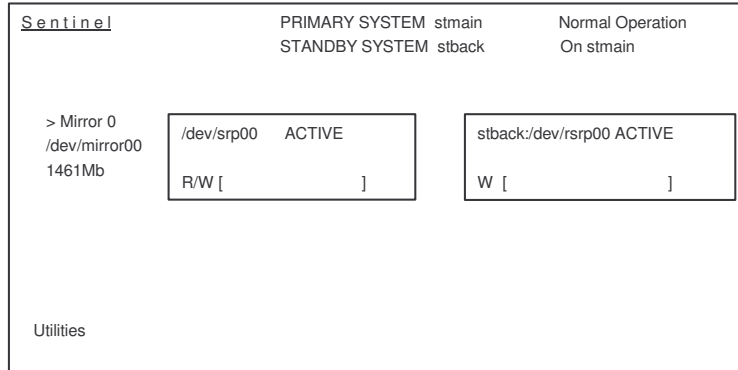 Sentinel PRIMARY SYSTEM stmain Normal Operation
STANDBY SYSTEM stback On stmain
> Mirror 0
/dev/mirror00
1461Mb
/dev/srp00 ACTIVE
R/W [ ]
stback:/dev/rsrp00 ACTIVE
W [ ]
Utilities